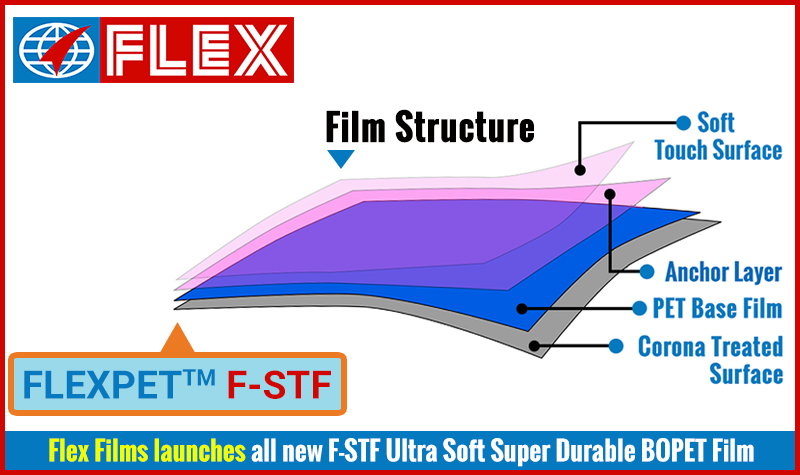 FLEX
Film Structure
Soft
Touch Surface
Anchor Layer
PET Base Film
Corona Treated
Surface
FLEXPET™ F-STF
Flex Films launches all new F-STF Ultra Soft Super Durable BOPET Film